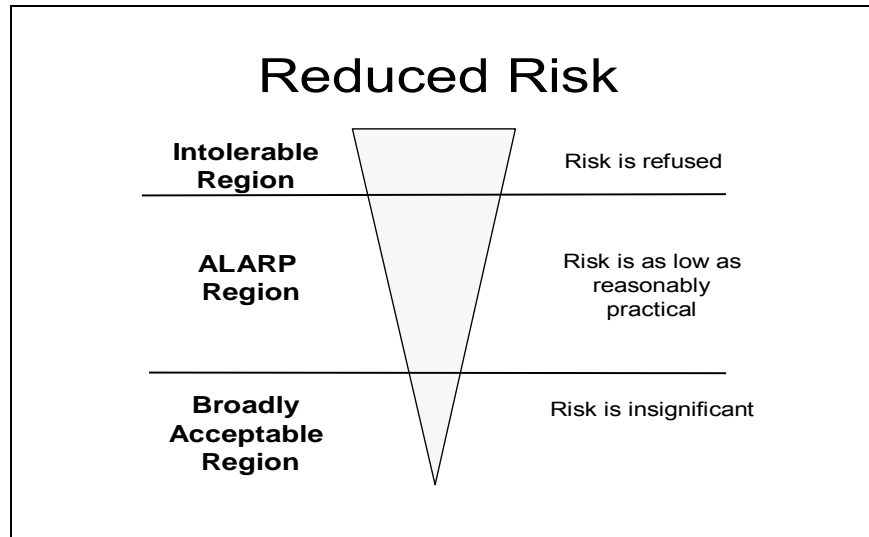 Reduced Risk
Intolerable
Region
Risk is refused
ALARP
Region
Risk is as low as
reasonably
practical
Broadly
Acceptable
Region
Risk is insignificant